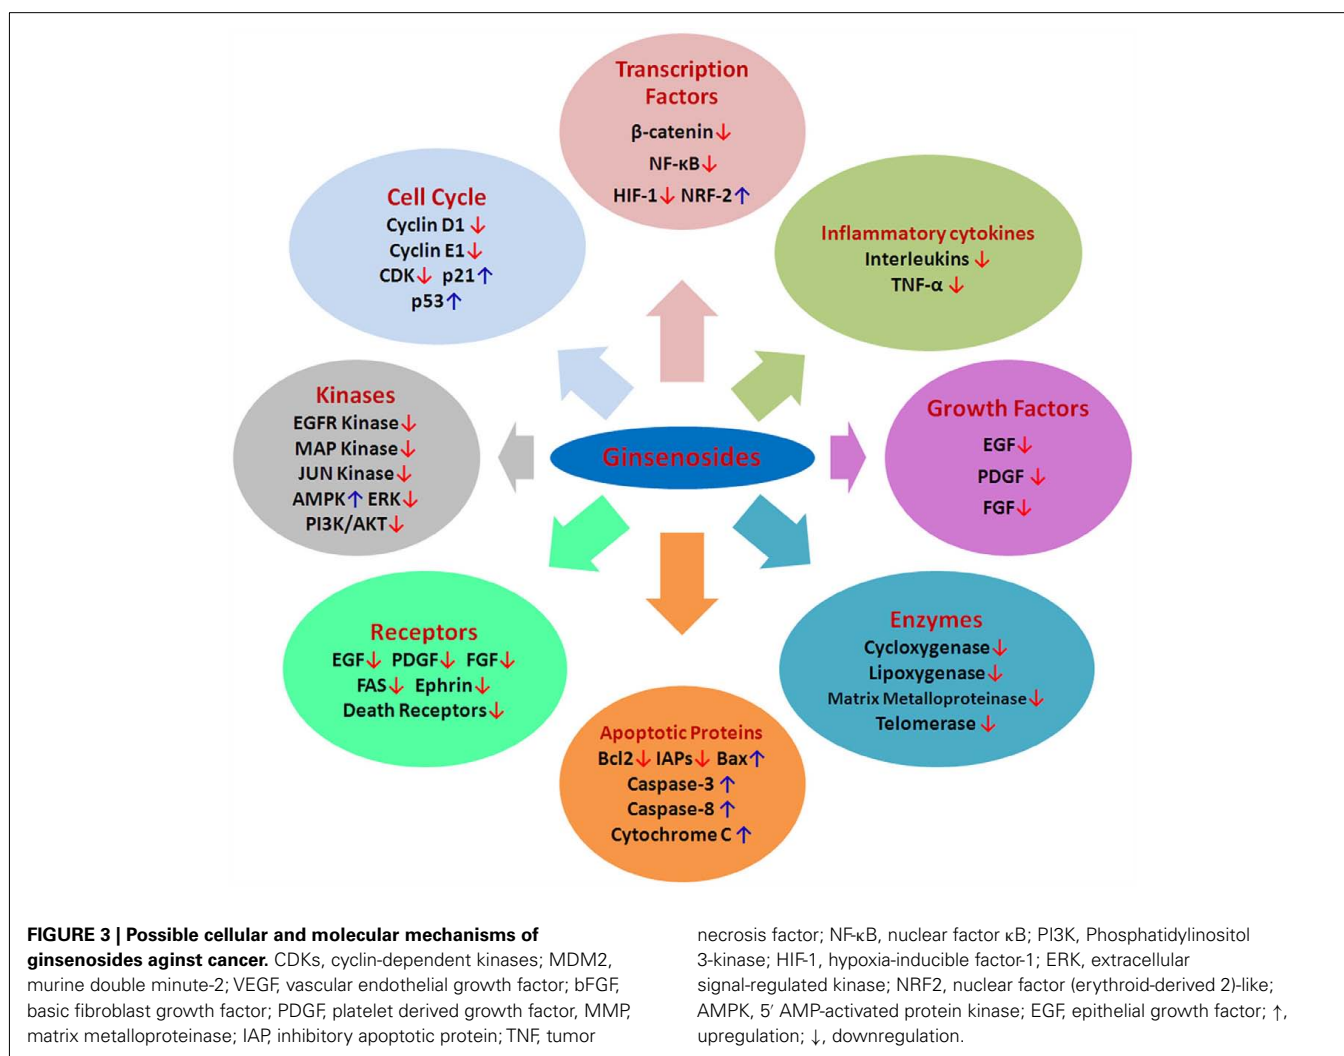 Transcription
Factors
β-catenin↓
NF-κB↓
HIF-1↓ NRF-2↑
Cell Cycle
Cyclin D1 ↓
Cyclin E1↓
CDK↓ p21↑
p53↑
Inflammatory cytokines
Interleukins ↓
TNF-α ↓
Kinases
EGFR Kinase↓
MAP Kinase↓
JUN Kinase↓
AMPK↑ ERK↓
PI3K/AKT↓
Ginsenosides
Growth Factors
EGF↓
PDGF ↓
FGF↓
Receptors
EGF↓ PDGF↓ FGF↓
FAS↓ Ephrin↓
Death Receptors↓
Enzymes
Cycloxygenase↓
Lipoxygenase↓
Matrix Metalloproteinase↓
Telomerase ↓
Apoptotic Proteins
Bcl2↓ IAPs↓ Bax↑
Caspase-3 ↑
Caspase-8 ↑
Cytochrome C ↑
FIGURE 3 | Possible cellular and molecular mechanisms of
ginsenosides aginst cancer. CDKs, cyclin-dependent kinases; MDM2,
murine double minute-2; VEGF, vascular endothelial growth factor; bFGF,
basic fibroblast growth factor; PDGF, platelet derived growth factor, MMP,
matrix metalloproteinase; IAP, inhibitory apoptotic protein; TNF, tumor
necrosis factor; NF-κB, nuclear factor κB; PI3K, Phosphatidylinositol
3-kinase; HIF-1, hypoxia-inducible factor-1; ERK, extracellular
signal-regulated kinase; NRF2, nuclear factor (erythroid-derived 2)-like;
AMPK, 5′ AMP-activated protein kinase; EGF, epithelial growth factor; ↑,
upregulation; ↓, downregulation.